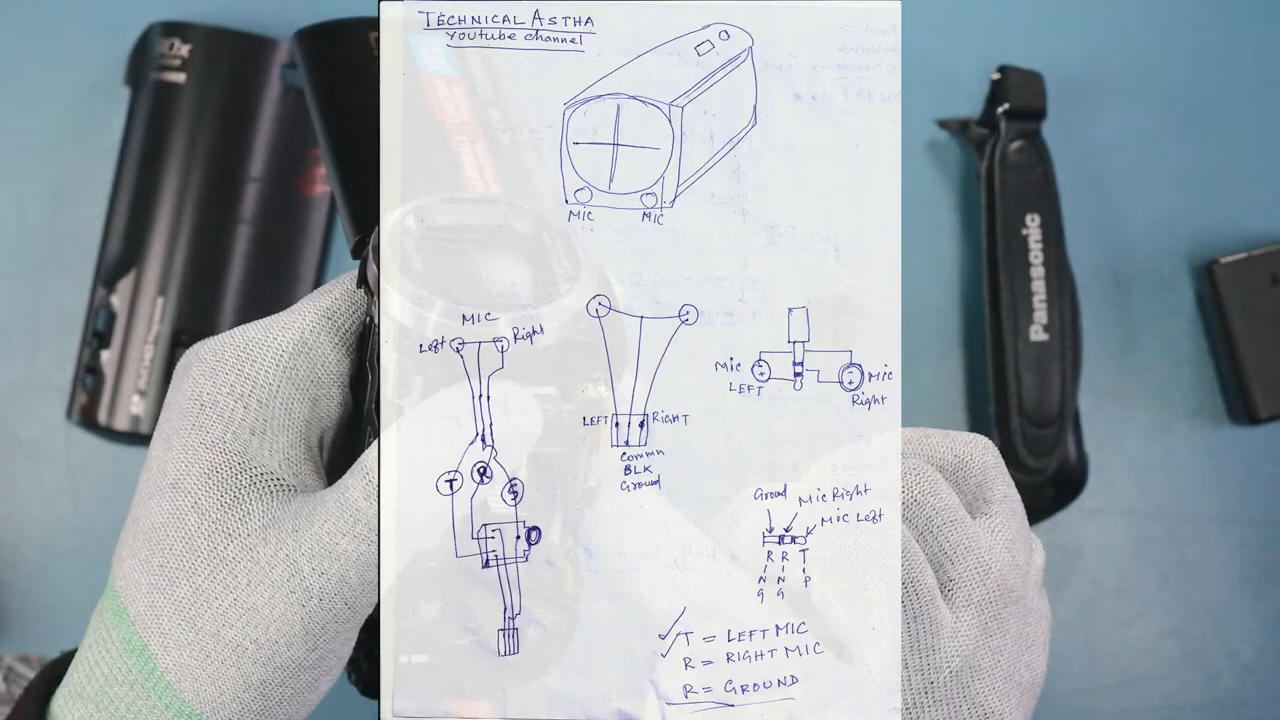 TECHNICAL ASTHA
Youtube channel
MIC
MIC
MIC
Left
Right
T
R
S
LEFT
RIGHT
Commn
BLK
Ground
MIC
LEFT
MIC
Right
Ground
Mic Right
Mic Left
R R T
I I I
N N P
G G
T = LEFT MIC
R = RIGHT MIC
R = GROUND
Panasonic